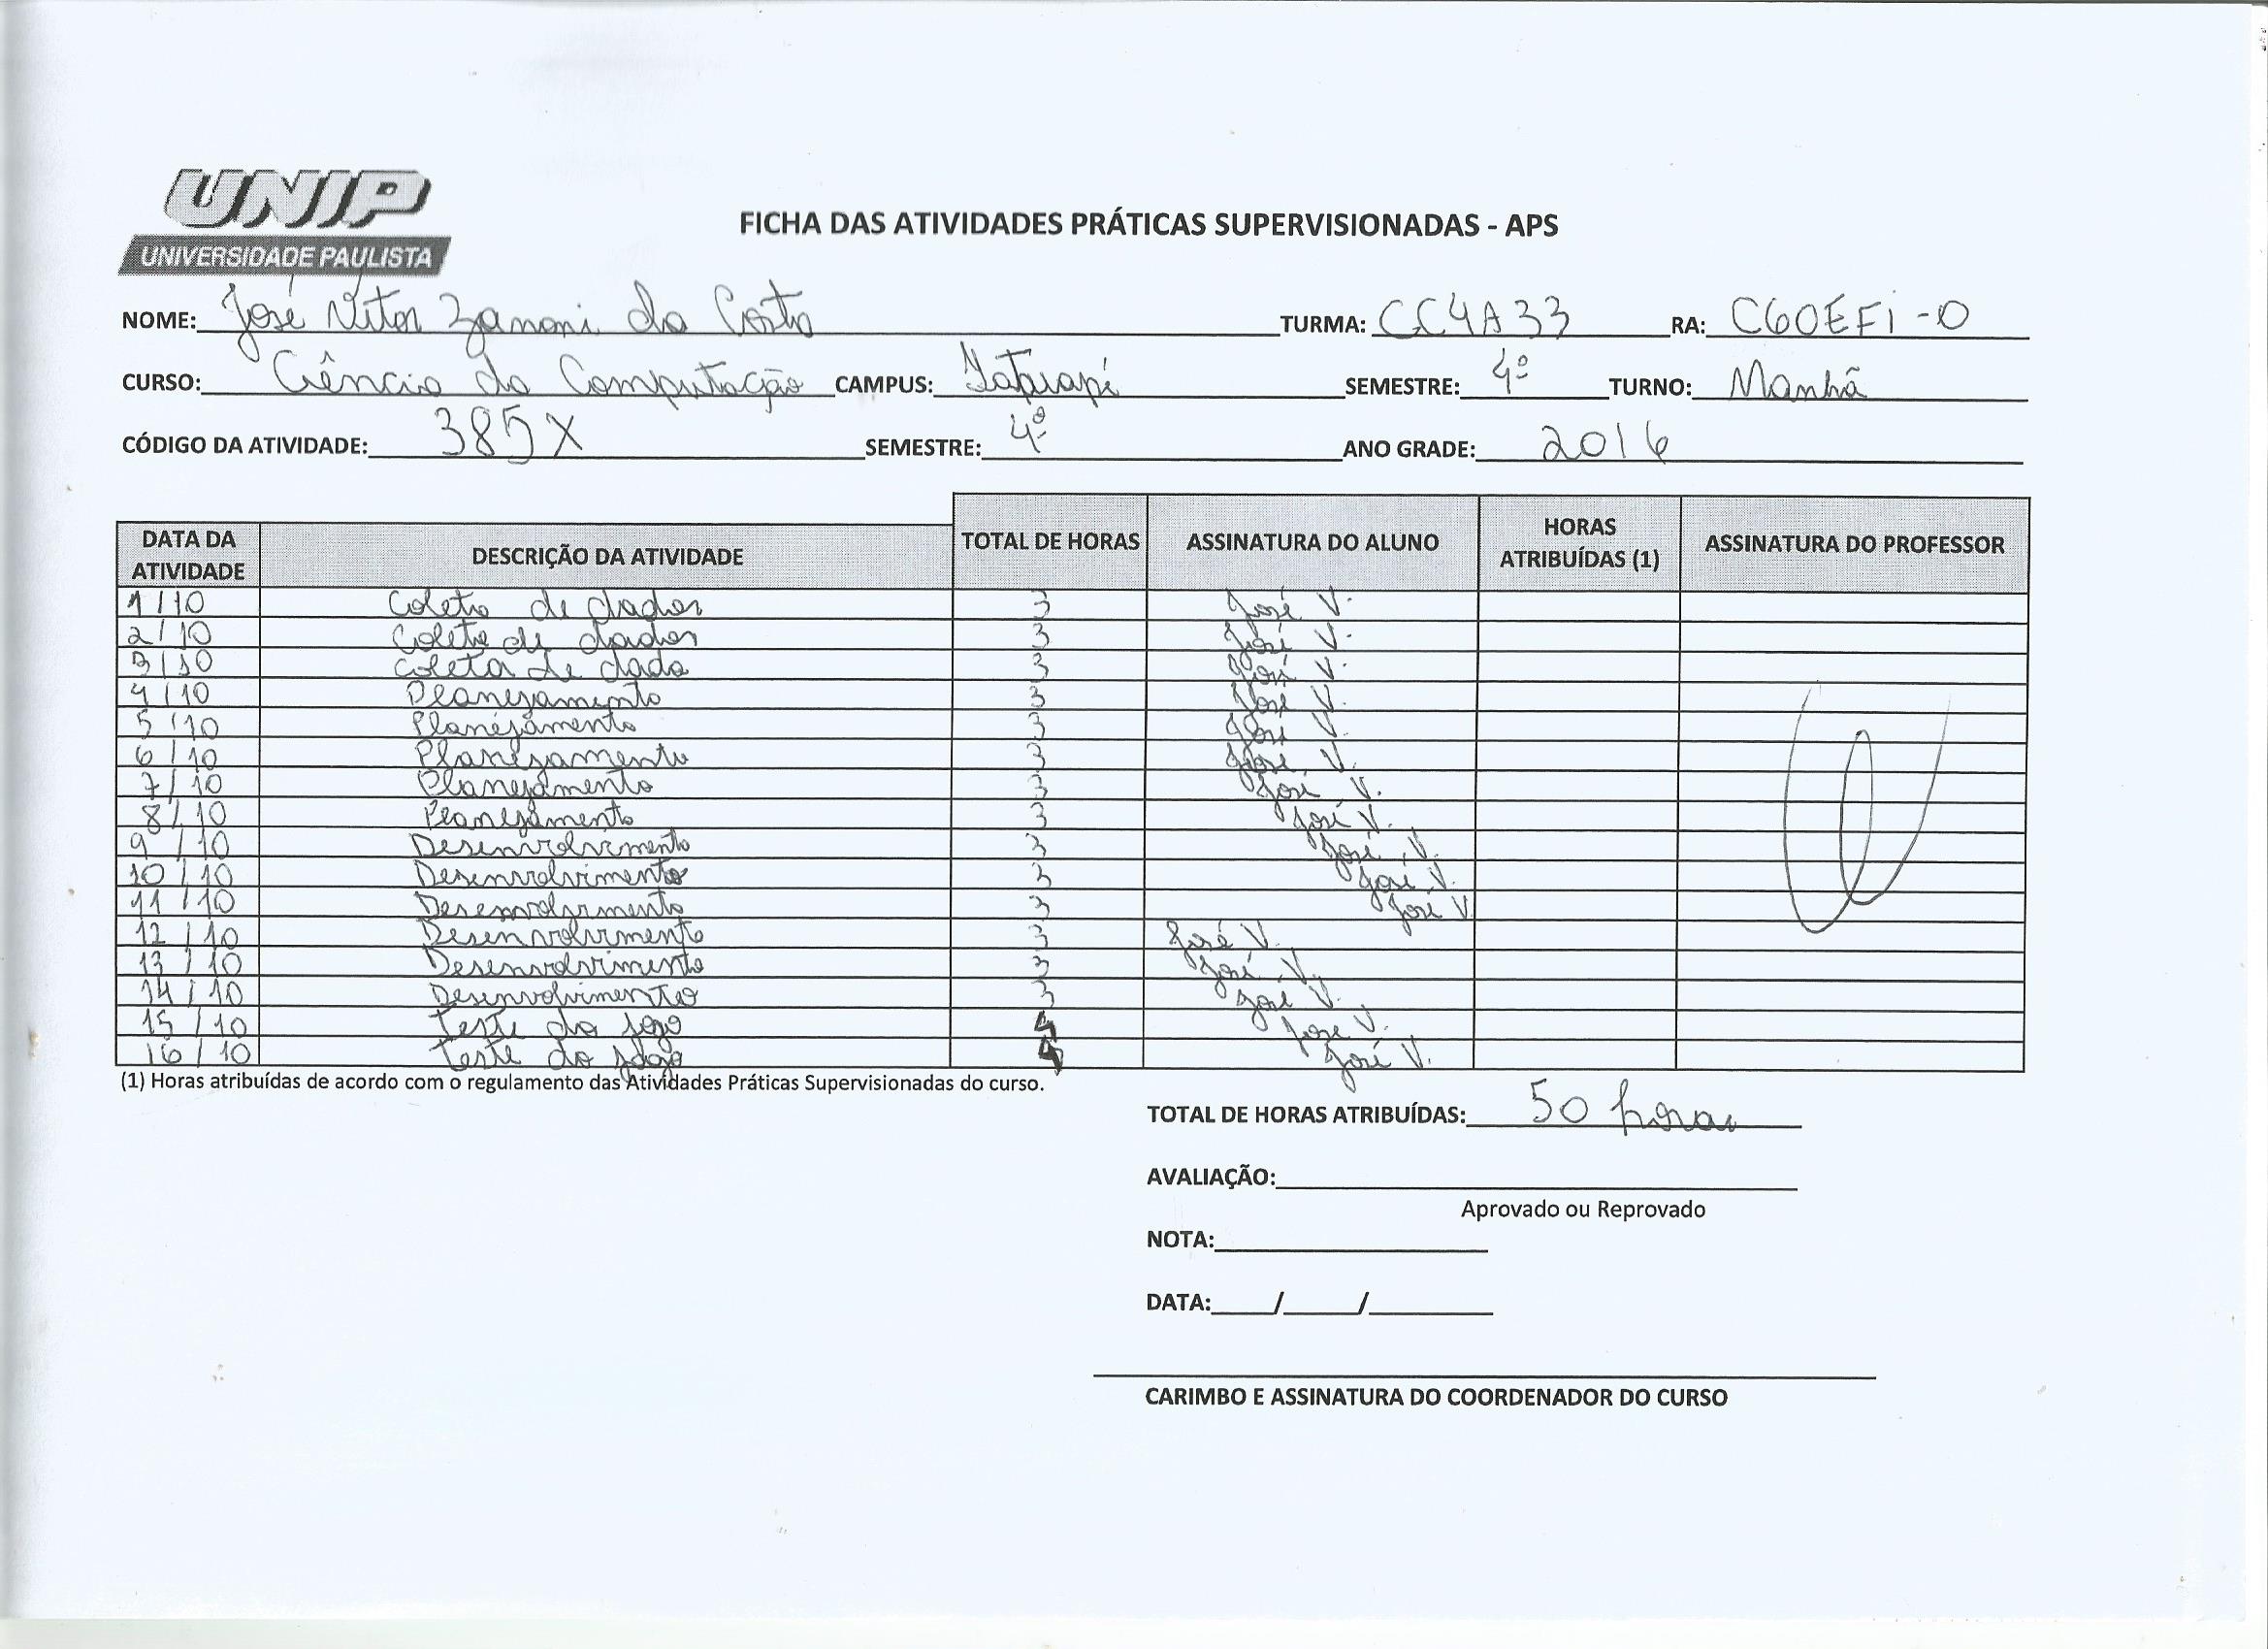 UNIP
UNIVERSIDADE PAULISTA
FICHA DAS ATIVIDADES PRÁTICAS SUPERVISIONADAS - APS
NOME: José Vitor Zanoni da Costa TURMA: CC4A33 RA: C60EFI-0
CURSO: Ciência da Computação CAMPUS: Tatuapé SEMESTRE: 4º TURNO: Manhã
CÓDIGO DA ATIVIDADE: 385X SEMESTRE: 4º ANO GRADE: 2016
DATA DA ATIVIDADE DESCRIÇÃO DA ATIVIDADE TOTAL DE HORAS ASSINATURA DO ALUNO HORAS ATRIBUÍDAS (1) ASSINATURA DO PROFESSOR
1/10 Coleta de dados 3 José V.
2/10 Coleta de dados 3 José V.
3/10 Coleta de dado 3 José V.
4/10 Planejamento 3 José V.
5/10 Planejamento 3 José V.
6/10 Planejamento 3 José V.
7/10 Planejamento 3 José V.
8/10 Planejamento 3 José V.
9/10 Desenvolvimento 3 José V.
10/10 Desenvolvimento 3 José V.
11/10 Desenvolvimento 3 José V
12/10 Desenvolvimento 3 José V.
13/10 Desenvolvimento 3 José V.
14/10 Desenvolvimento 3 José V.
15/10 Teste do jogo 4 José V.
16/10 Teste do jogo 4 José V.
(1) Horas atribuídas de acordo com o regulamento das Atividades Práticas Supervisionadas do curso.
TOTAL DE HORAS ATRIBUÍDAS: 50 horas
AVALIAÇÃO:
Aprovado ou Reprovado
NOTA:
DATA: / /
CARIMBO E ASSINATURA DO COORDENADOR DO CURSO